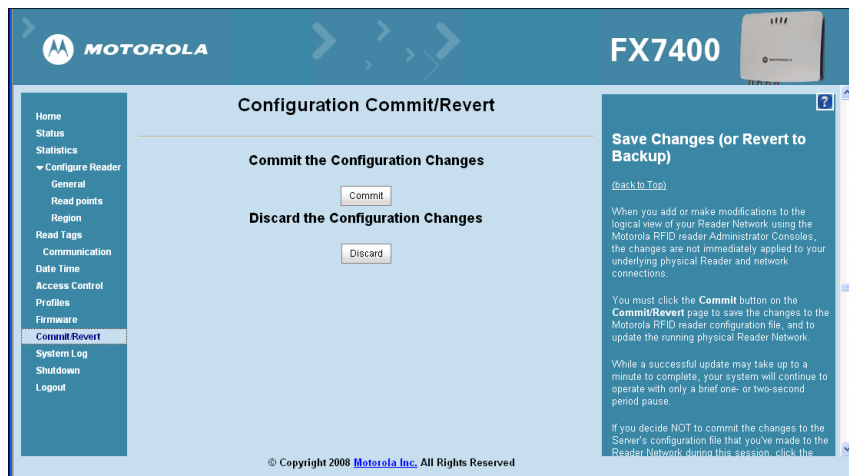 MOTOROLA
FX7400
Home
Status
Statistics
Configure Reader
General
Read points
Region
Read Tags
Communication
Date Time
Access Control
Profiles
Firmware
Commit/Revert
System Log
Shutdown
Logout
Configuration Commit/Revert
Commit the Configuration Changes
Commit
Discard the Configuration Changes
Discard
© Copyright 2008 Motorola Inc. All Rights Reserved
?
Save Changes (or Revert to
Backup)
(back to Top)
When you add or make modifications to the
logical view of your Reader Network using the
Motorola RFID reader Administrator Consoles,
the changes are not immediately applied to your
underlying physical Reader and network
connections.
You must click the Commit button on the
Commit/Revert page to save the changes to the
Motorola RFID reader configuration file, and to
update the running physical Reader Network.
While a successful update may take up to a
minute to complete, your system will continue to
operate with only a brief one- or two-second
period pause.
If you decide NOT to commit the changes to the
Server's configuration file that you've made to the
Reader Network during this session, click the